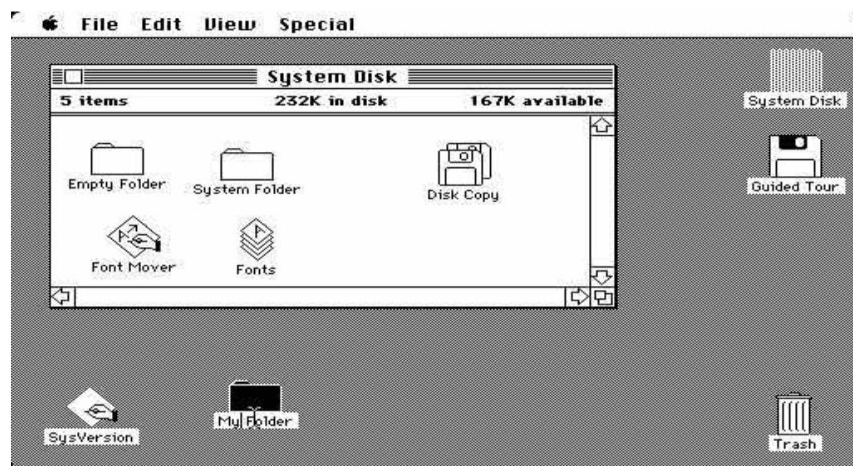 File Edit View Special
System Disk
5 items 232K in disk 167K available
Empty Folder System Folder Disk Copy
Font Mover Fonts
System Disk
Guided Tour
SysVersion My Folder Trash